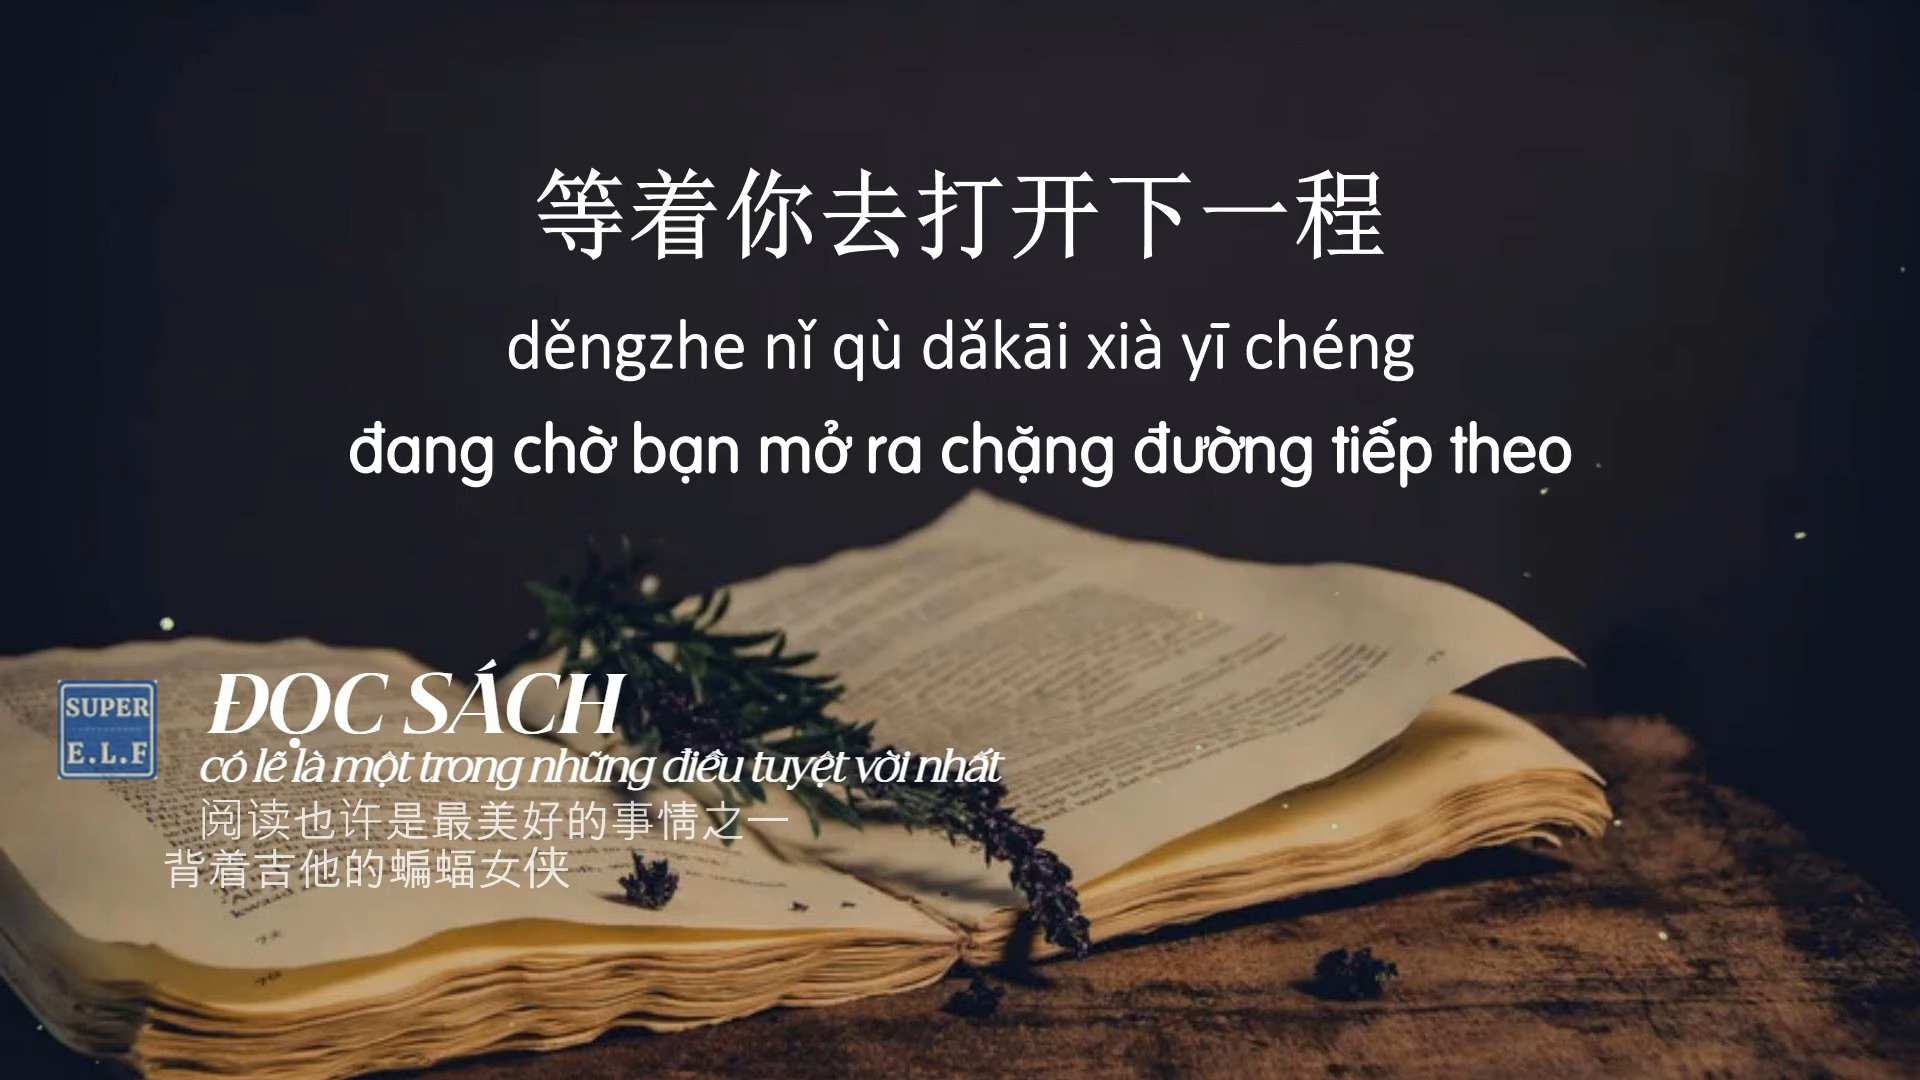 等着你去打开下一程
děngzhe nǐ qù dǎkāi xià yī chéng
đang chờ bạn mở ra chặng đường tiếp theo
SUPER
E.L.F
ĐỌC SÁCH
có lẽ là một trong những điều tuyệt vời nhất
阅读也许是最美好的事情之一
背着吉他的蝙蝠女侠